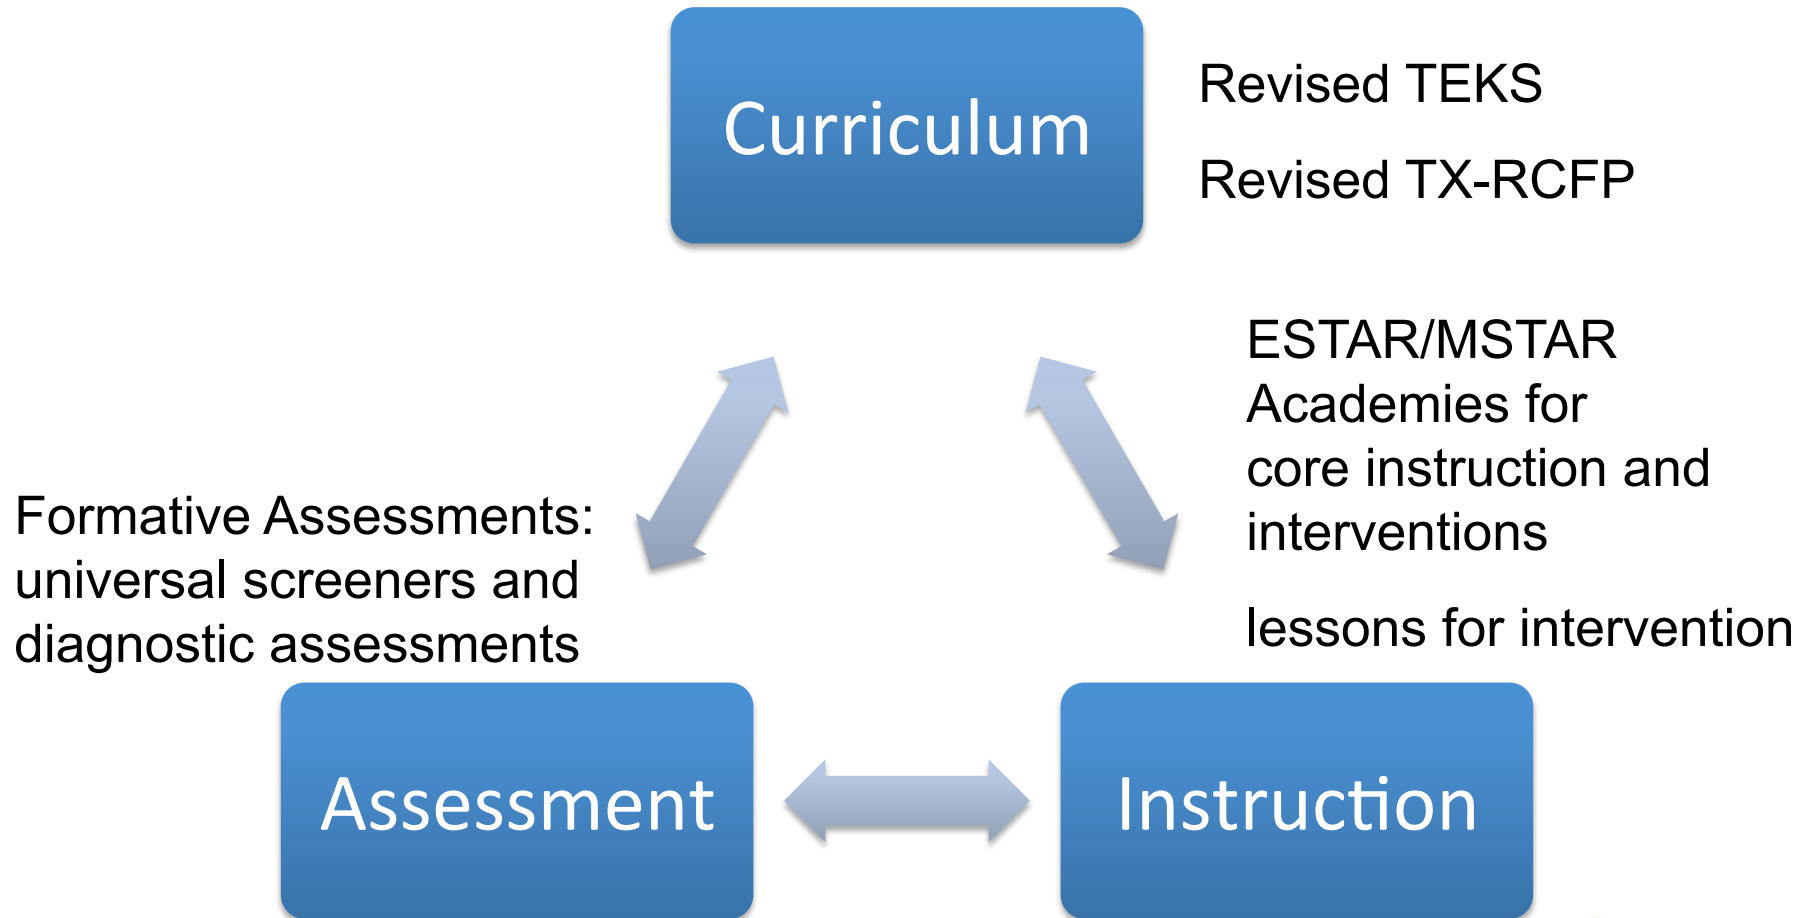 Curriculum
Revised TEKS
Revised TX-RCFP
ESTAR/MSTAR
Academies for
core instruction and
interventions
lessons for intervention
Formative Assessments:
universal screeners and
diagnostic assessments
Assessment
Instruction